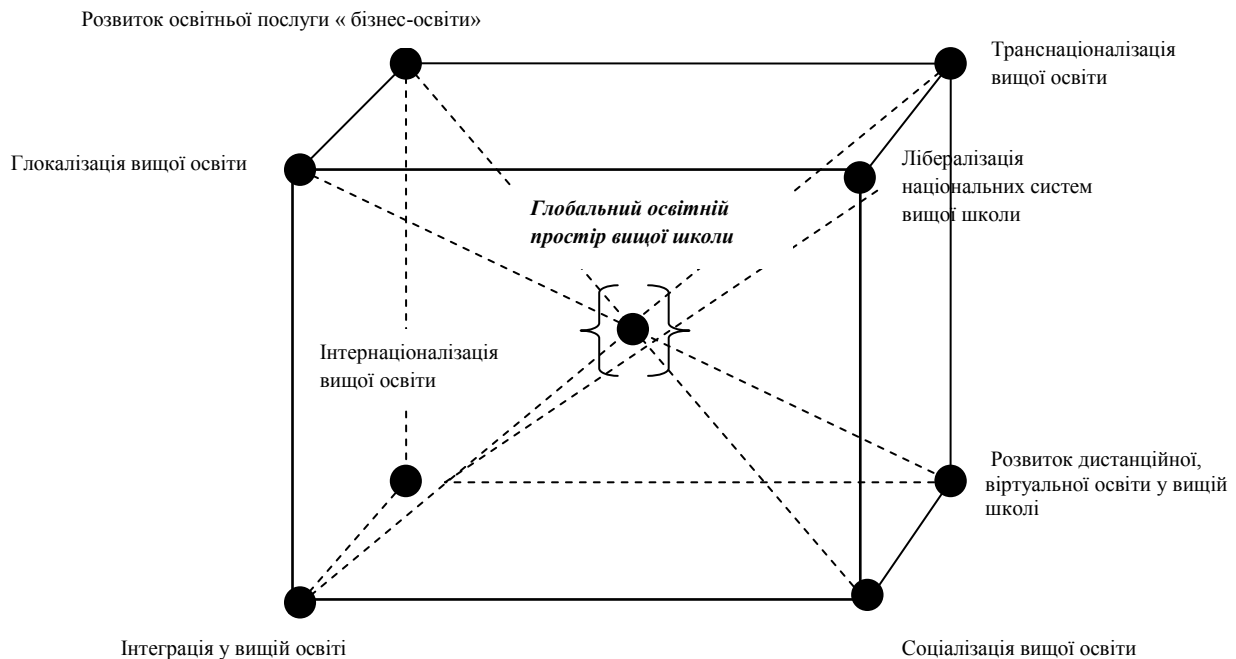 Розвиток освітньої послуги « бізнес-освіти»
Транснаціоналізація
вищої освіти
Глокалізація вищої освіти
Лібералізація
національних систем
вищої школи
Глобальний освітній
простір вищої школи
Інтернаціоналізація
вищої освіти
Розвиток дистанційної,
віртуальної освіти у вищій
школі
Інтеграція у вищій освіті
Соціалізація вищої освіти